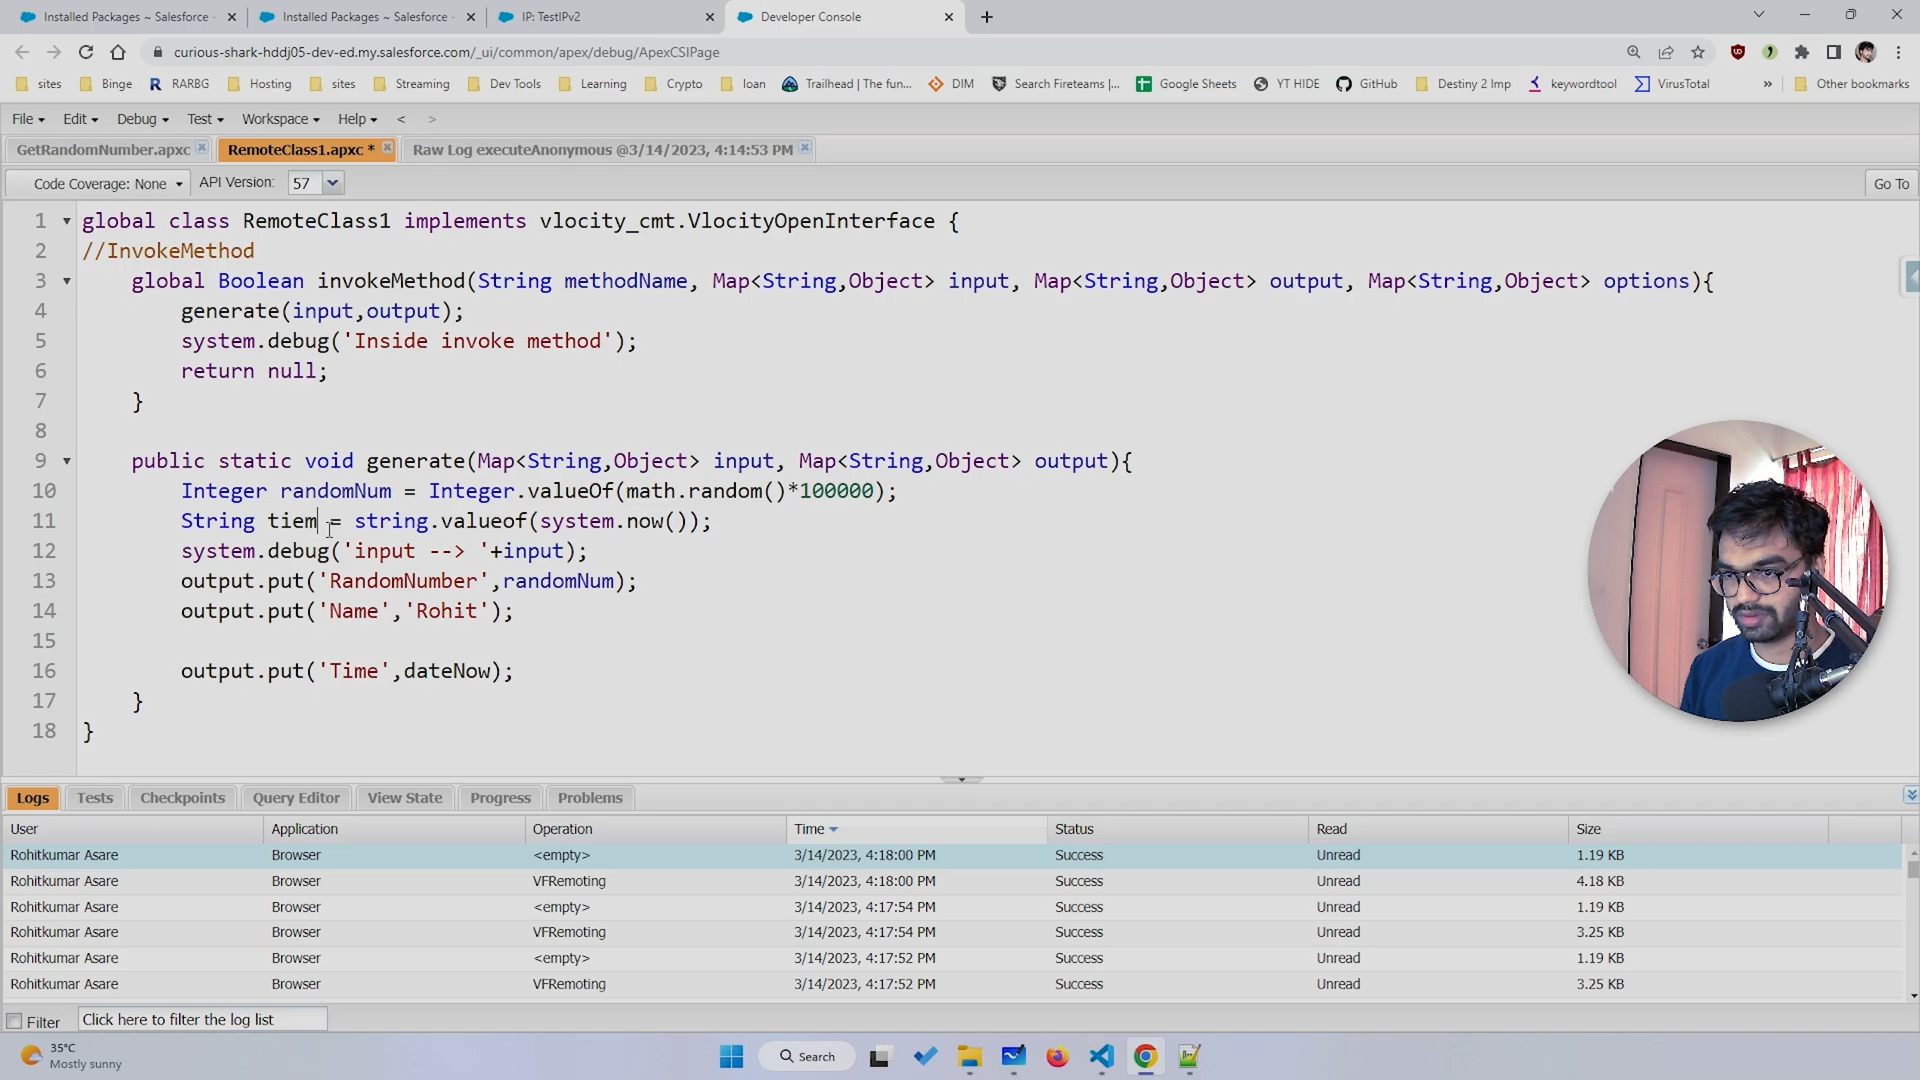 Installed Packages ~ Salesforce -
Installed Packages ~ Salesforce -
IP: TestIPv2
Developer Console
curious-shark-hddj05-dev-ed.my.salesforce.com/_ui/common/apex/debug/ApexCSIPage
sites
Binge
RARBG
Hosting
sites
Streaming
Dev Tools
Learning
Crypto
loan
Trailhead | The fun...
DIM
Search Fireteams |...
Google Sheets
YT HIDE
GitHub
Destiny 2 Imp
keywordtool
VirusTotal
»
Other bookmarks
File
Edit
Debug
Test
Workspace
Help
<
>
GetRandomNumber.apxc
RemoteClass1.apxc *
Raw Log executeAnonymous @3/14/2023, 4:14:53 PM
Code Coverage: None
API Version:
57
Go To
1 global class RemoteClass1 implements vlocity_cmt.VlocityOpenInterface {
2 //InvokeMethod
3 global Boolean invokeMethod(String methodName, Map<String,Object> input, Map<String,Object> output, Map<String,Object> options){
4 generate(input,output);
5 system.debug('Inside invoke method');
6 return null;
7 }
8
9 public static void generate(Map<String,Object> input, Map<String,Object> output){
10 Integer randomNum = Integer.valueOf(math.random()*100000);
11 String tiem = string.valueof(system.now());
12 system.debug('input --> '+input);
13 output.put('RandomNumber',randomNum);
14 output.put('Name','Rohit');
15
16 output.put('Time',dateNow);
17 }
18 }
Logs
Tests
Checkpoints
Query Editor
View State
Progress
Problems
User Application Operation Time Status Read Size
Rohitkumar Asare Browser <empty> 3/14/2023, 4:18:00 PM Success Unread 1.19 KB
Rohitkumar Asare Browser VFRemoting 3/14/2023, 4:18:00 PM Success Unread 4.18 KB
Rohitkumar Asare Browser <empty> 3/14/2023, 4:17:54 PM Success Unread 1.19 KB
Rohitkumar Asare Browser VFRemoting 3/14/2023, 4:17:54 PM Success Unread 3.25 KB
Rohitkumar Asare Browser <empty> 3/14/2023, 4:17:52 PM Success Unread 1.19 KB
Rohitkumar Asare Browser VFRemoting 3/14/2023, 4:17:52 PM Success Unread 3.25 KB
Filter
Click here to filter the log list
35°C
Mostly sunny
Search